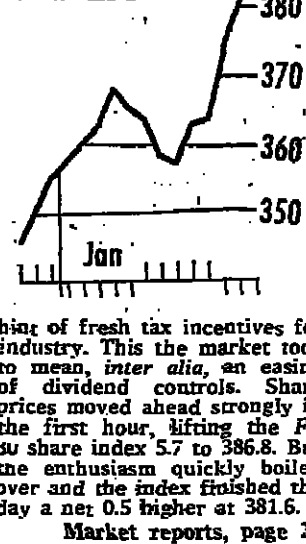 380
370
360
350
Jan
hint of fresh tax incentives fo
industry. This the market too
to mean, inter alia, an easin
of dividend controls. Shar
prices moved ahead strongly i
the first hour, lifting the F
30 share index 5.7 to 386.8. Bu
the enthusiasm quickly boile
over and the index finished th
day a net 0.5 higher at 381.6.
Market reports, page